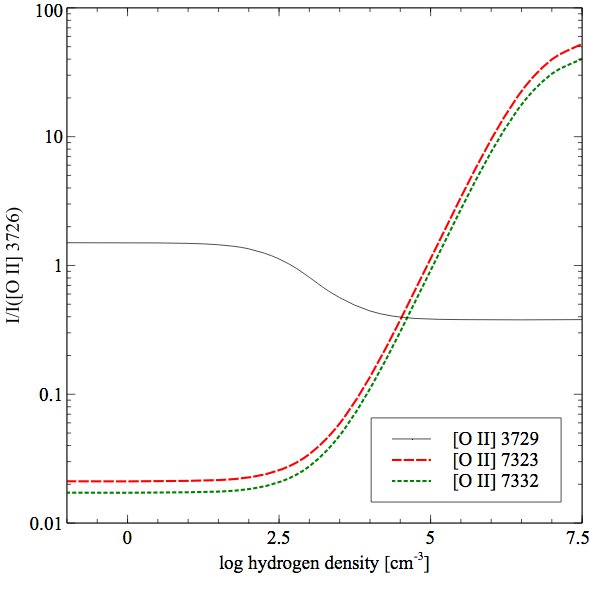 100
10
1
0.1
0.01
I/I([O II] 3726)
[O II] 3729
[O II] 7323
[O II] 7332
0 2.5 5 7.5
log hydrogen density [cm⁻³]